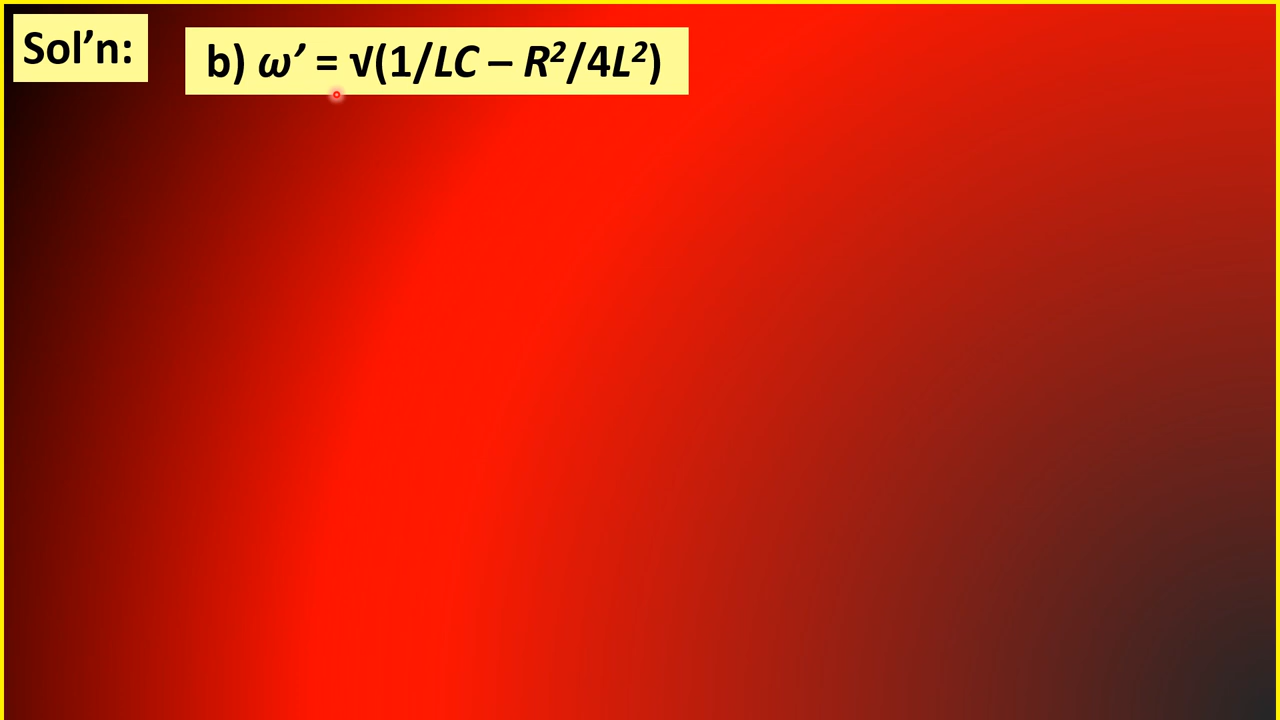 Sol’n:
b) ω’ = √(1/LC – R²/4L²)